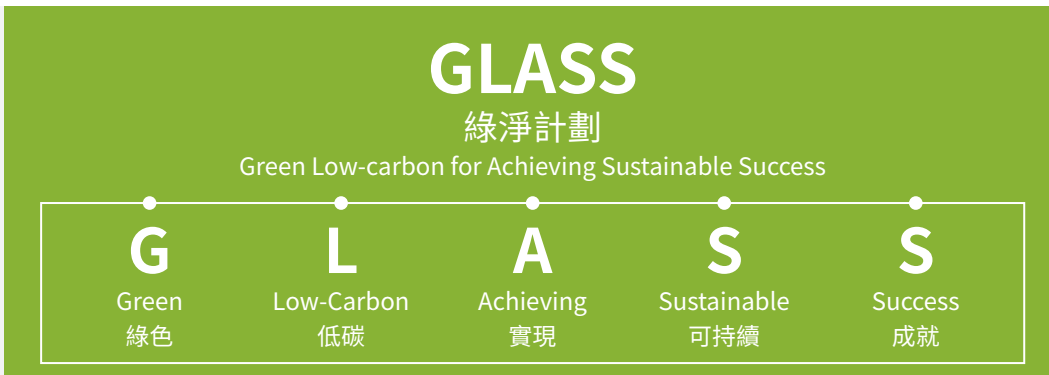 GLASS
綠淨計劃
Green Low-carbon for Achieving Sustainable Success
G L A S S
Green Low-Carbon Achieving Sustainable Success
綠色 低碳 實現 可持續 成就